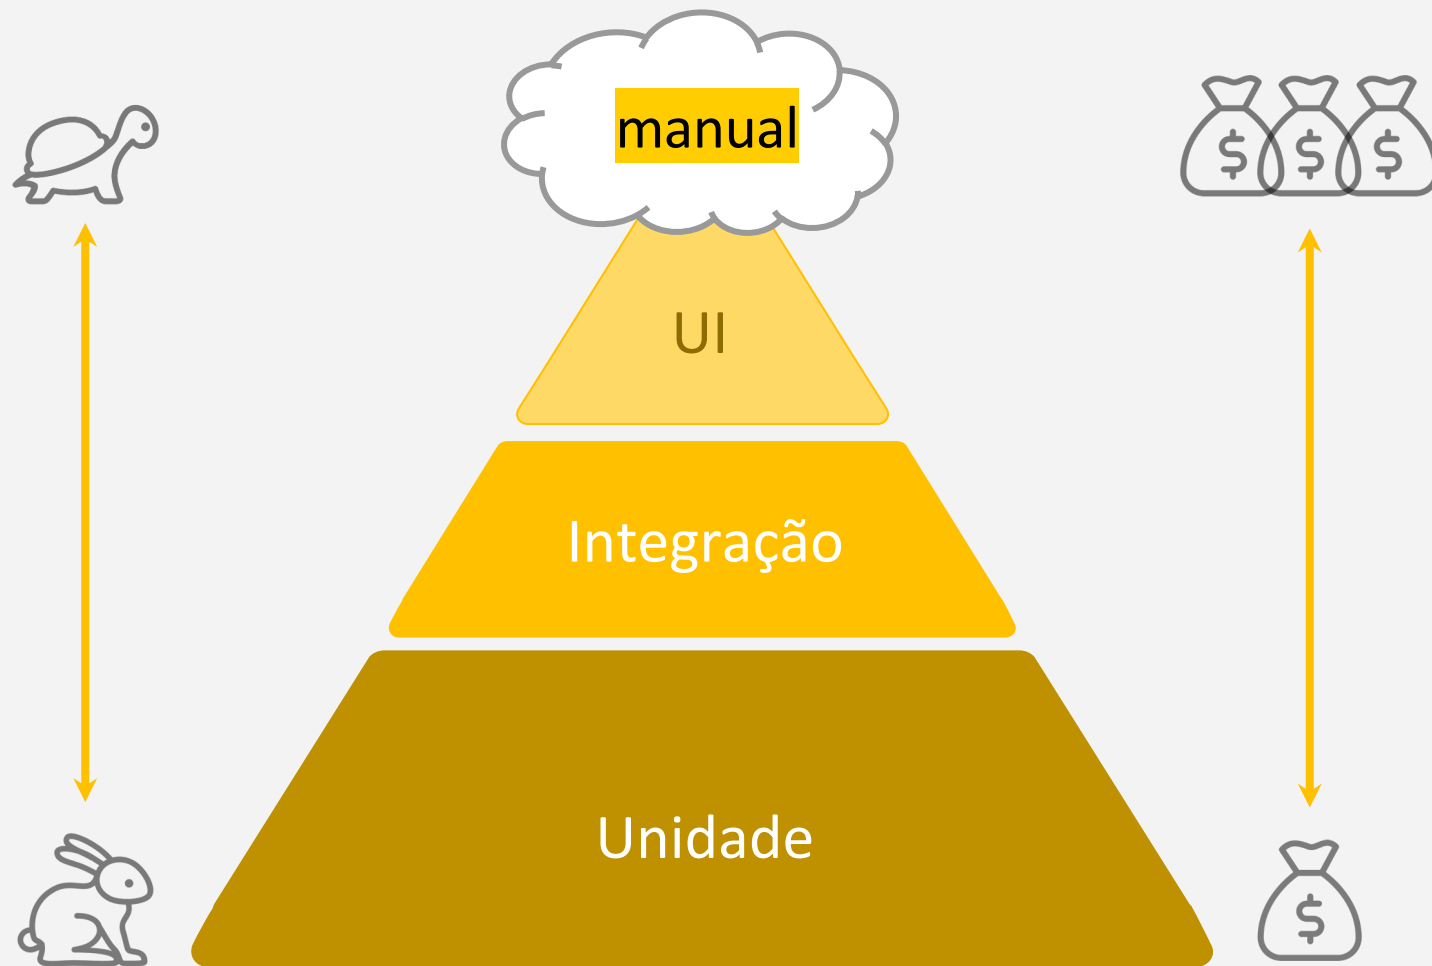 manual
$ $ $
UI
Integração
Unidade
$